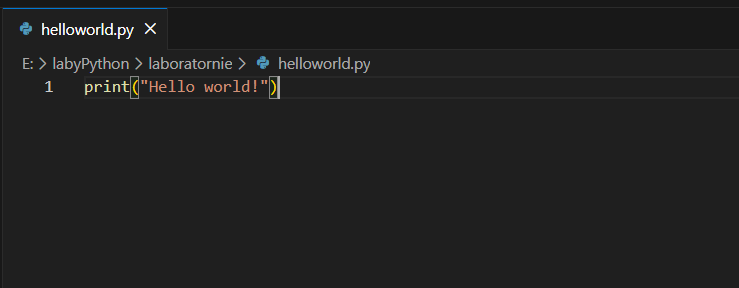 helloworld.py
E: > labyPython > laboratornie > helloworld.py
1 print("Hello world!")